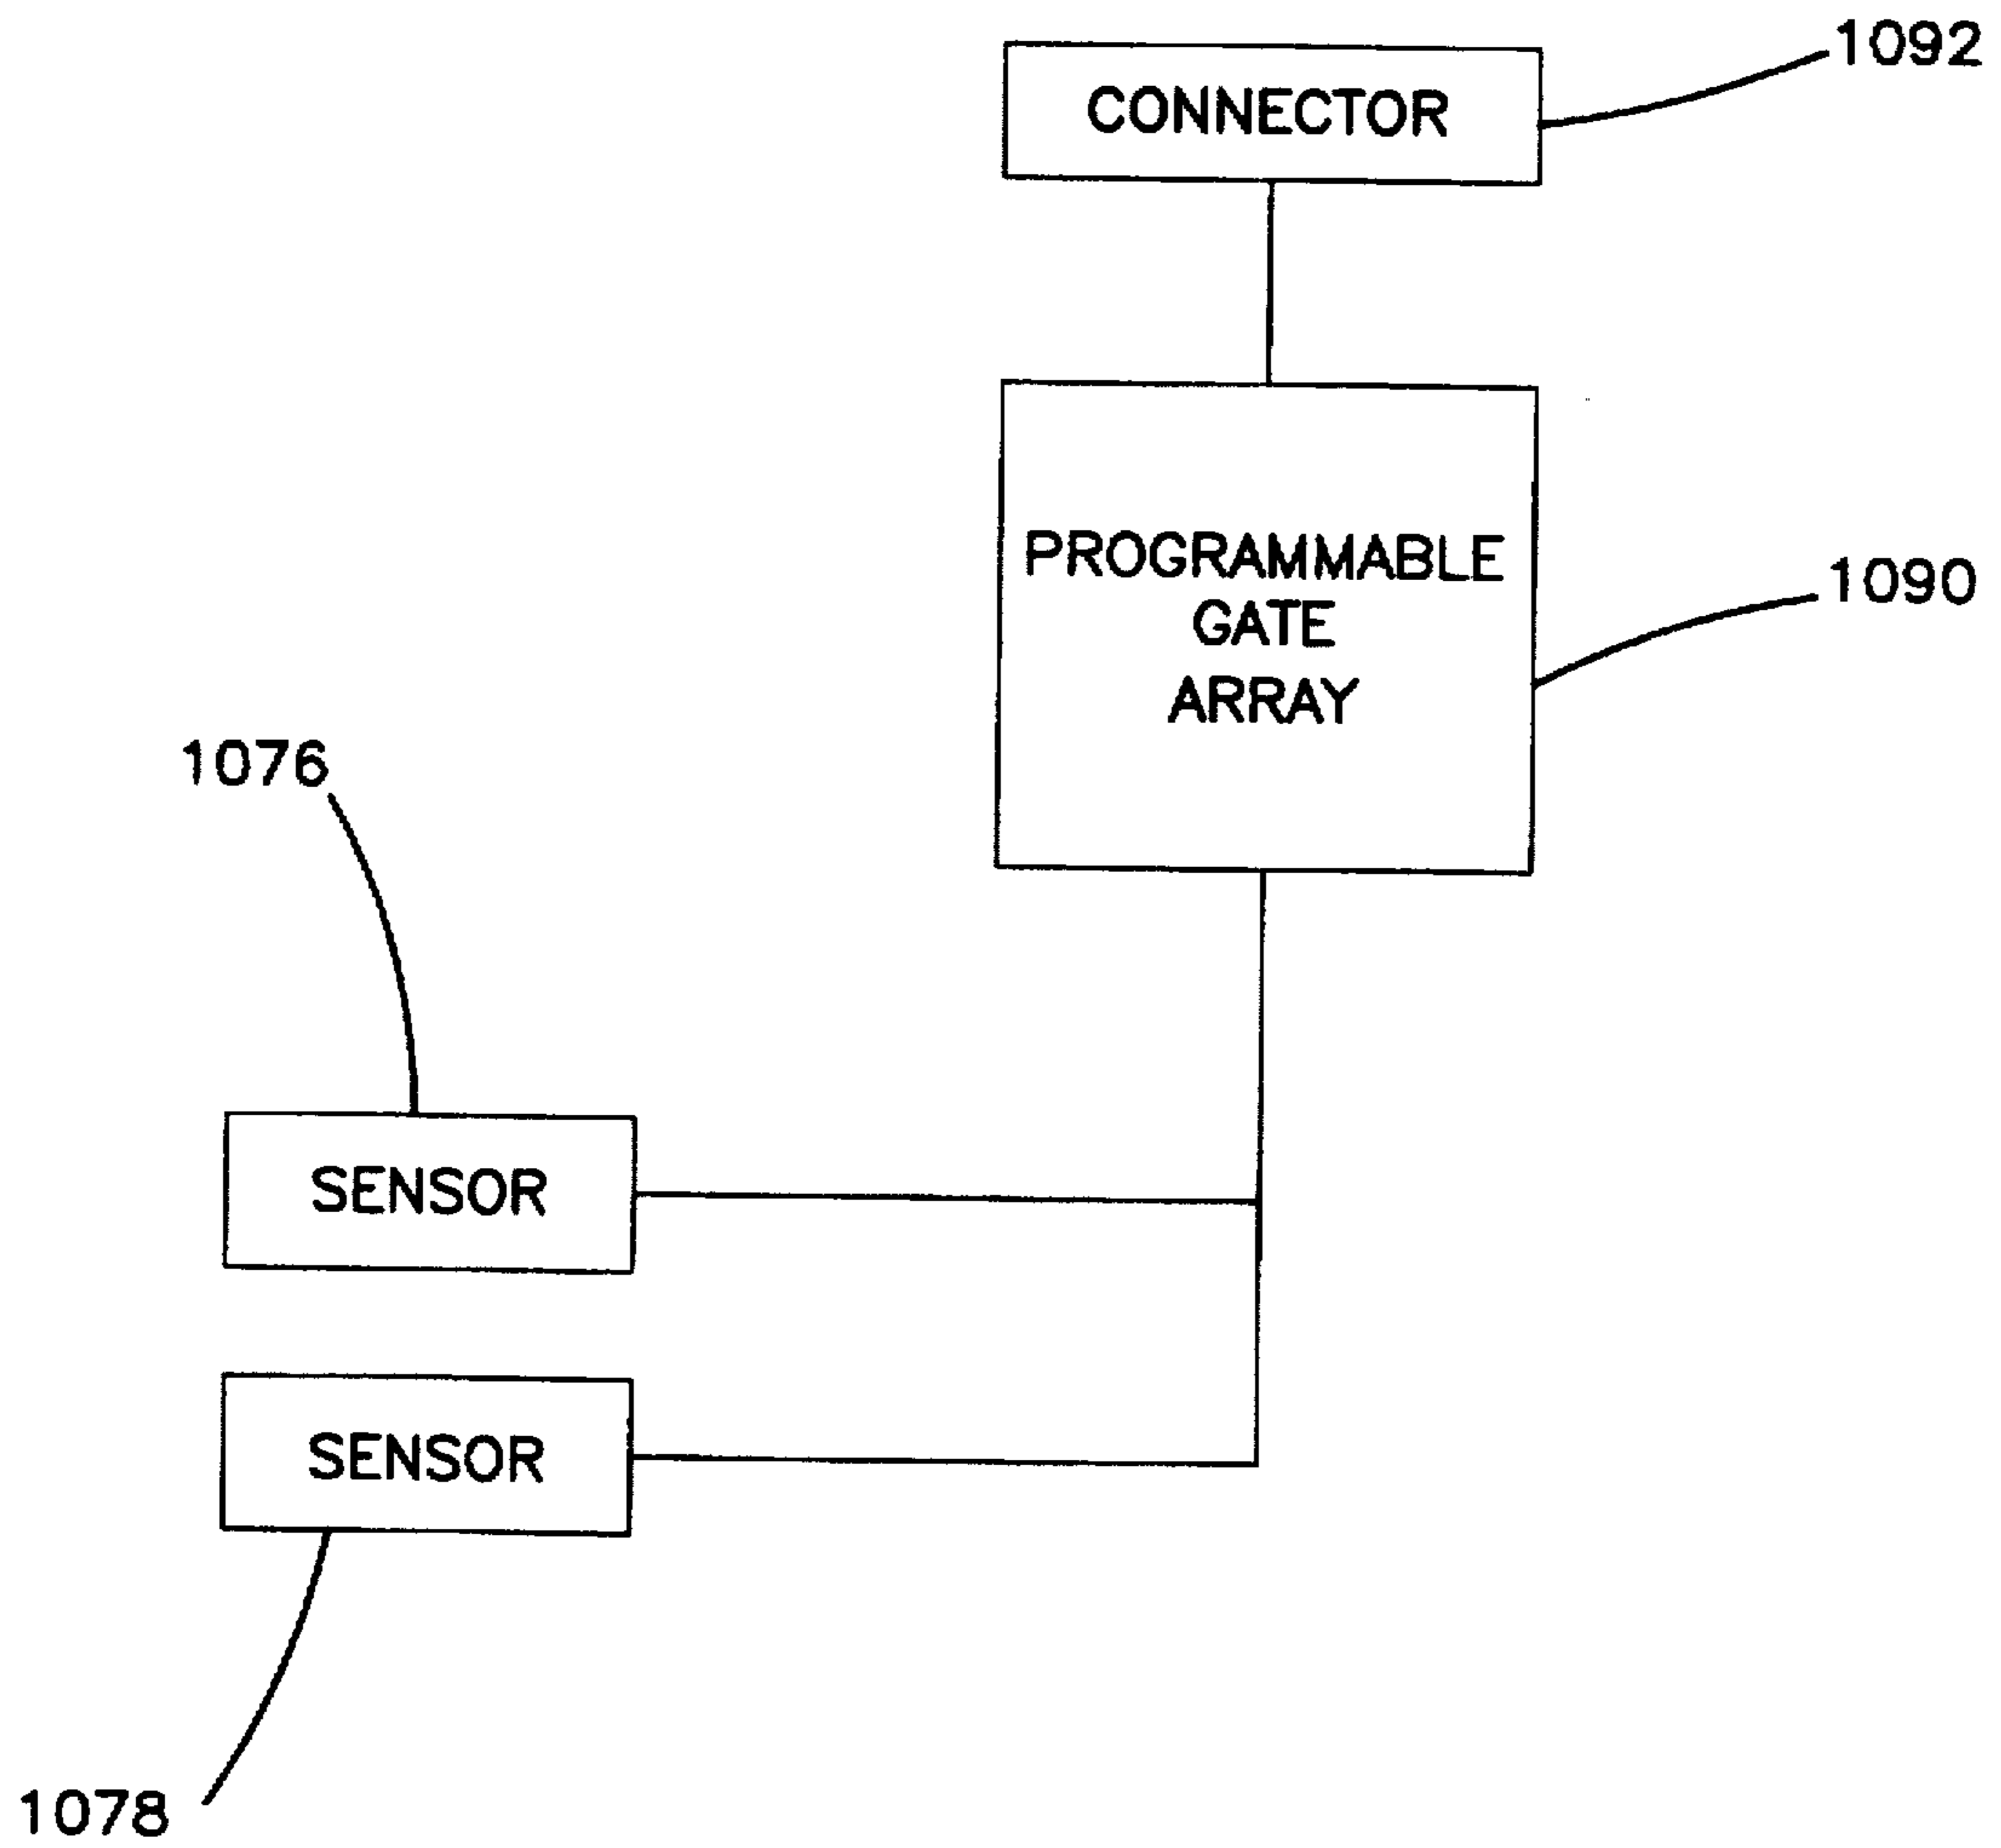 1092
CONNECTOR
PROGRAMMABLE
GATE
ARRAY
1090
1076
SENSOR
SENSOR
1078